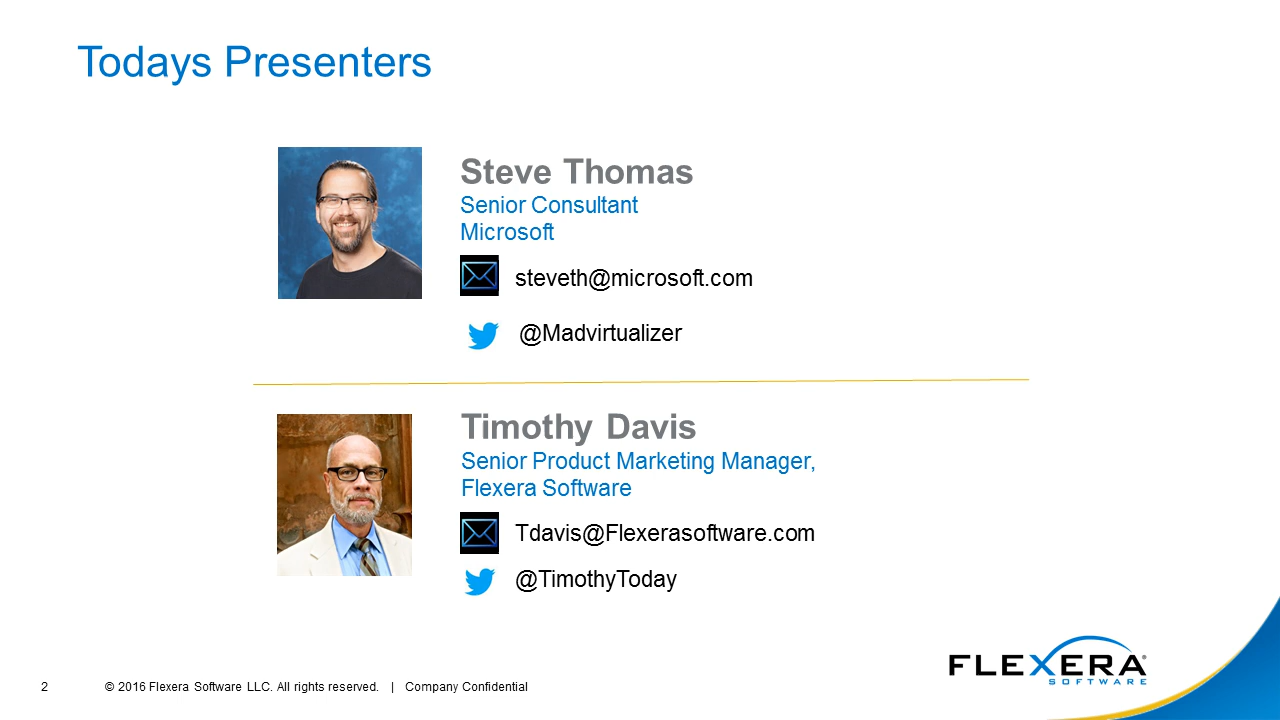 Todays Presenters
Steve Thomas
Senior Consultant
Microsoft
steveth@microsoft.com
@Madvirtualizer
Timothy Davis
Senior Product Marketing Manager,
Flexera Software
Tdavis@Flexerasoftware.com
@TimothyToday
FLEXERA®
SOFTWARE
2 © 2016 Flexera Software LLC. All rights reserved. | Company Confidential